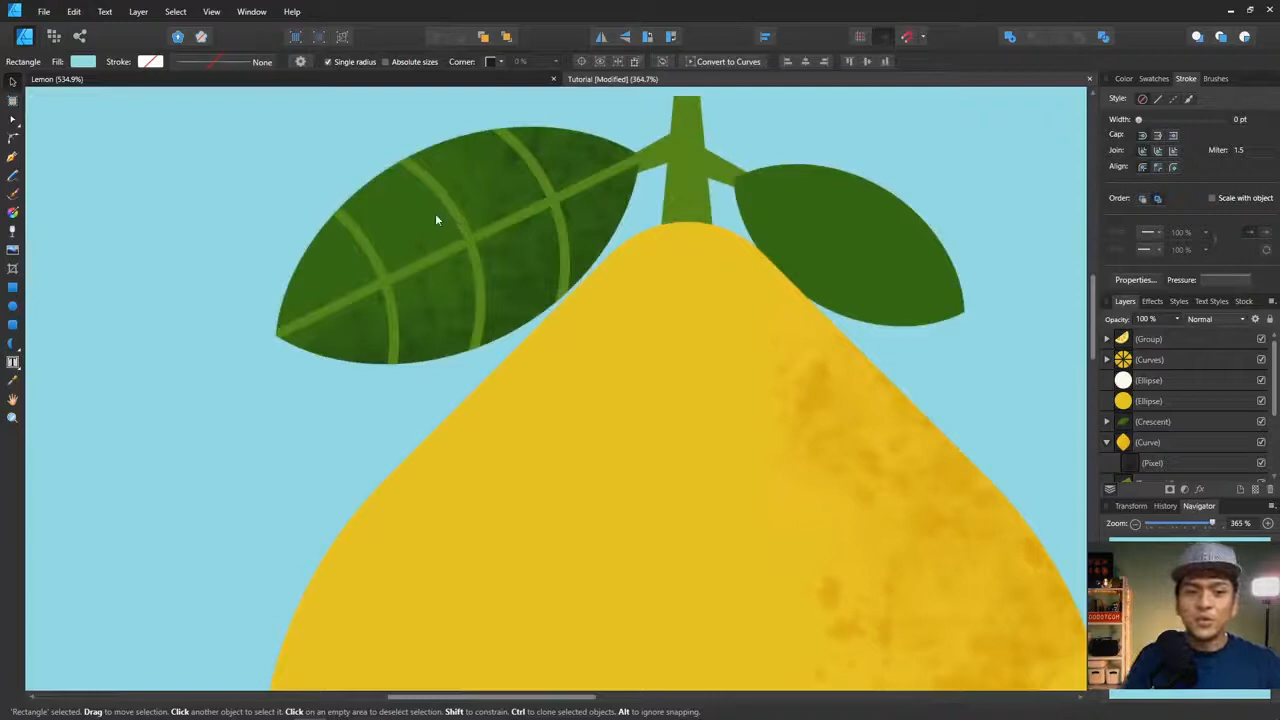 File Edit Text Layer Select View Window Help
Rectangle Fill: Stroke: None Single radius Absolute sizes Corner: 0 % Convert to Curves
Lemon (534.9%) Tutorial [Modified] (364.7%)
Color Swatches Stroke Brushes
Style:
Width: 0 pt
Cap:
Join: Miter: 1.5
Align:
Order: Scale with object
100 %
100 %
Properties... Pressure:
Layers Effects Styles Text Styles Stock
Opacity: 100 % Normal
(Group)
(Curves)
(Ellipse)
(Ellipse)
(Crescent)
(Curve)
(Pixel)
Transform History Navigator
Zoom: 365 %
'Rectangle' selected. Drag to move selection. Click another object to select it. Click on an empty area to deselect selection. Shift to constrain. Ctrl to clone selected objects. Alt to ignore snapping.